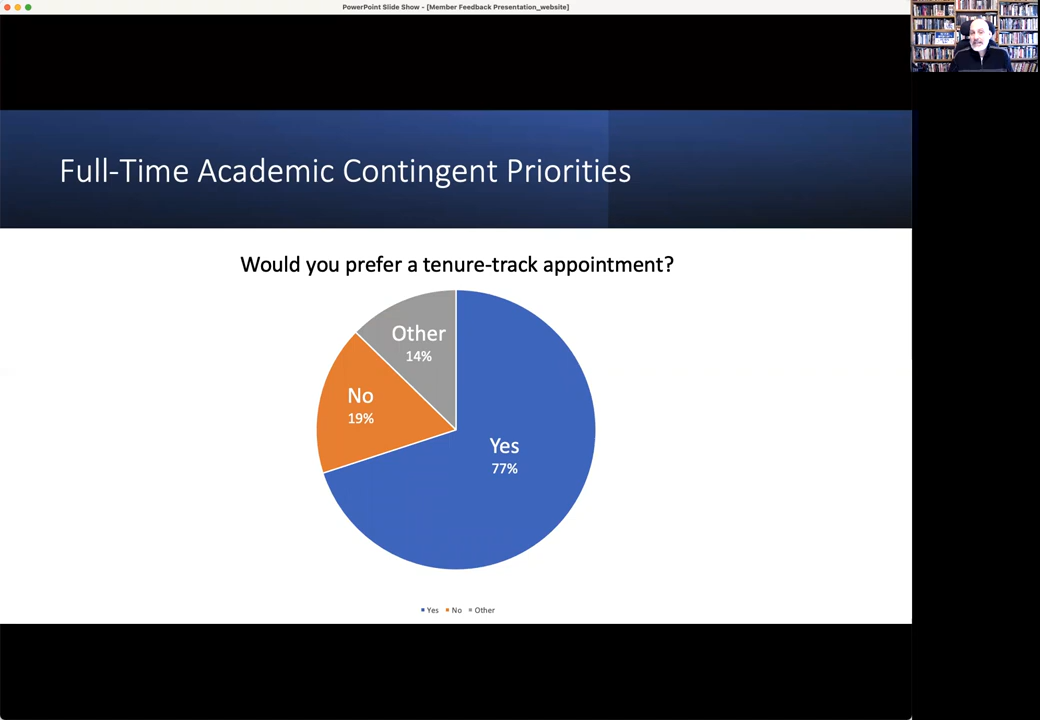 PowerPoint Slide Show - [Member Feedback Presentation_website]
Full-Time Academic Contingent Priorities
Would you prefer a tenure-track appointment?
Other
14%
No
19%
Yes
77%
Yes No Other